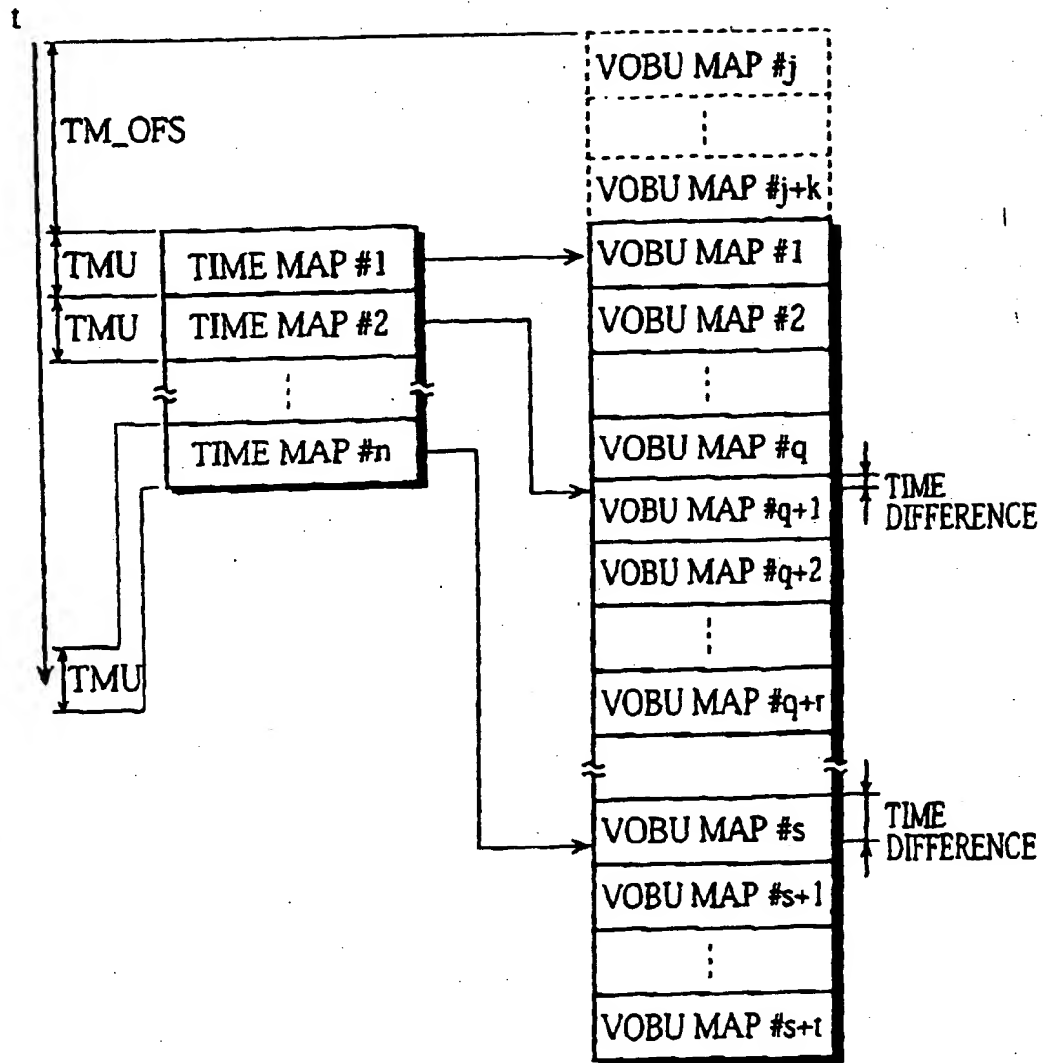 t
VOBU MAP #j
TM_OFS
VOBU MAP #j+k
TMU
TIME MAP #1
VOBU MAP #1
TMU
TIME MAP #2
VOBU MAP #2
TIME MAP #n
VOBU MAP #q
TIME
DIFFERENCE
VOBU MAP #q+1
VOBU MAP #q+2
TMU
VOBU MAP #q+r
VOBU MAP #s
TIME
DIFFERENCE
VOBU MAP #s+1
VOBU MAP #s+t